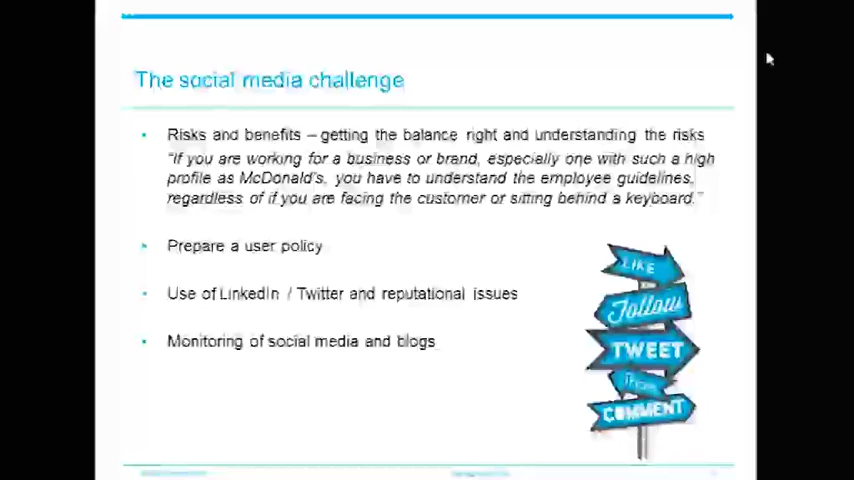 The social media challenge
• Risks and benefits – getting the balance right and understanding the risks
"If you are working for a business or brand, especially one with such a high
profile as McDonald's, you have to understand the employee guidelines,
regardless of if you are facing the customer or sitting behind a keyboard."
• Prepare a user policy
• Use of LinkedIn / Twitter and reputational issues
• Monitoring of social media and blogs
LIKE
Follow
TWEET
COMMENT